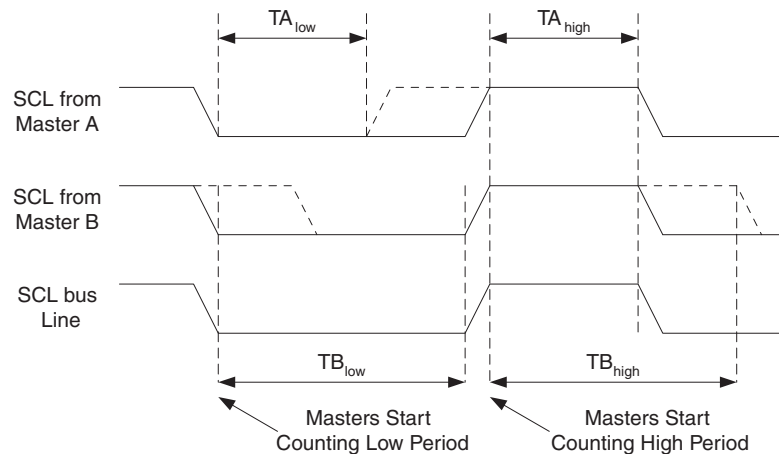 TA low
TA high
SCL from
Master A
SCL from
Master B
SCL bus
Line
TB low
TB high
Masters Start
Counting Low Period
Masters Start
Counting High Period